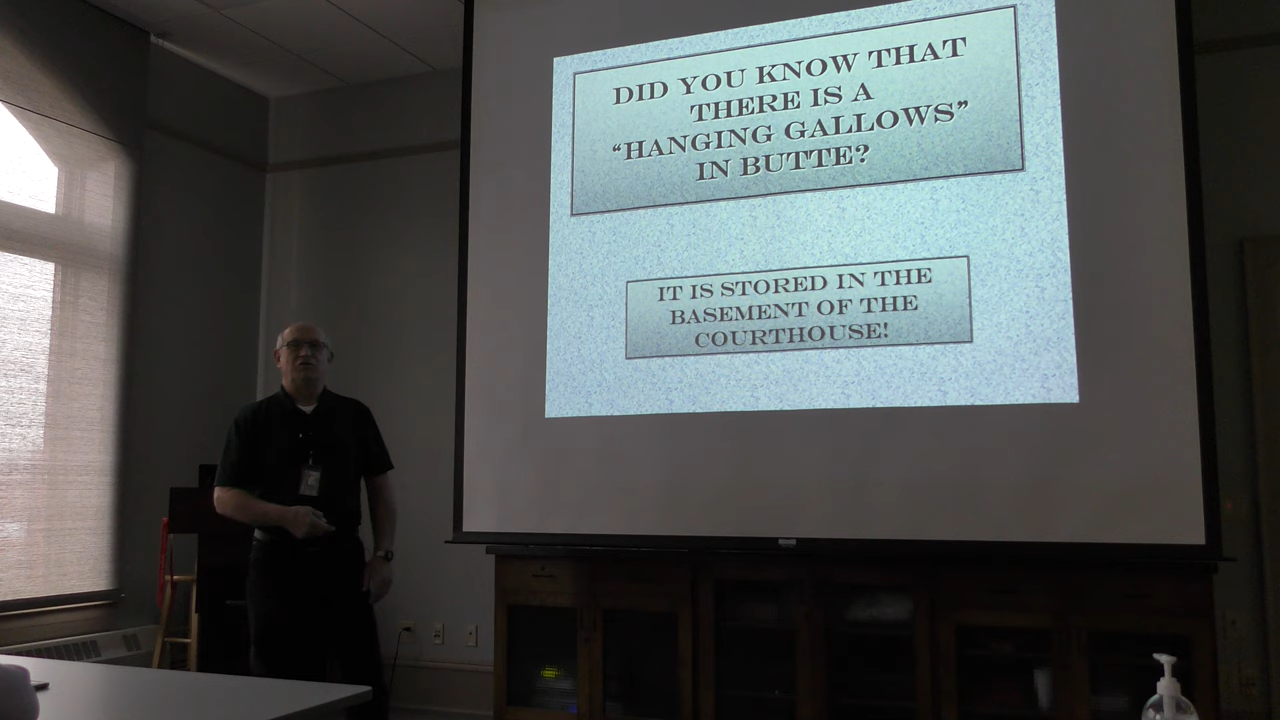 DID YOU KNOW THAT
THERE IS A
“HANGING GALLOWS”
IN BUTTE?
IT IS STORED IN THE
BASEMENT OF THE
COURTHOUSE!